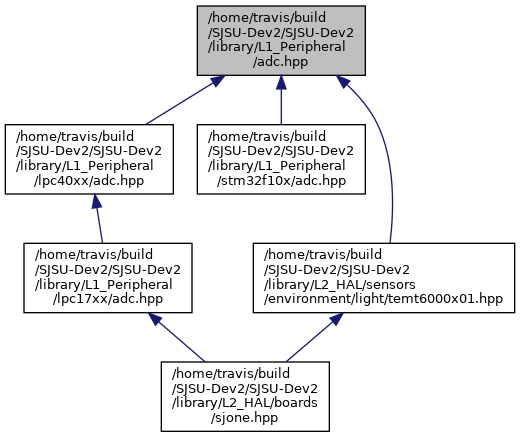 /home/travis/build
/SJSU-Dev2/SJSU-Dev2
/library/L1_Peripheral
/adc.hpp
/home/travis/build
/SJSU-Dev2/SJSU-Dev2
/library/L1_Peripheral
/lpc40xx/adc.hpp
/home/travis/build
/SJSU-Dev2/SJSU-Dev2
/library/L1_Peripheral
/stm32f10x/adc.hpp
/home/travis/build
/SJSU-Dev2/SJSU-Dev2
/library/L1_Peripheral
/lpc17xx/adc.hpp
/home/travis/build
/SJSU-Dev2/SJSU-Dev2
/library/L2_HAL/sensors
/environment/light/temt6000x01.hpp
/home/travis/build
/SJSU-Dev2/SJSU-Dev2
/library/L2_HAL/boards
/sjone.hpp